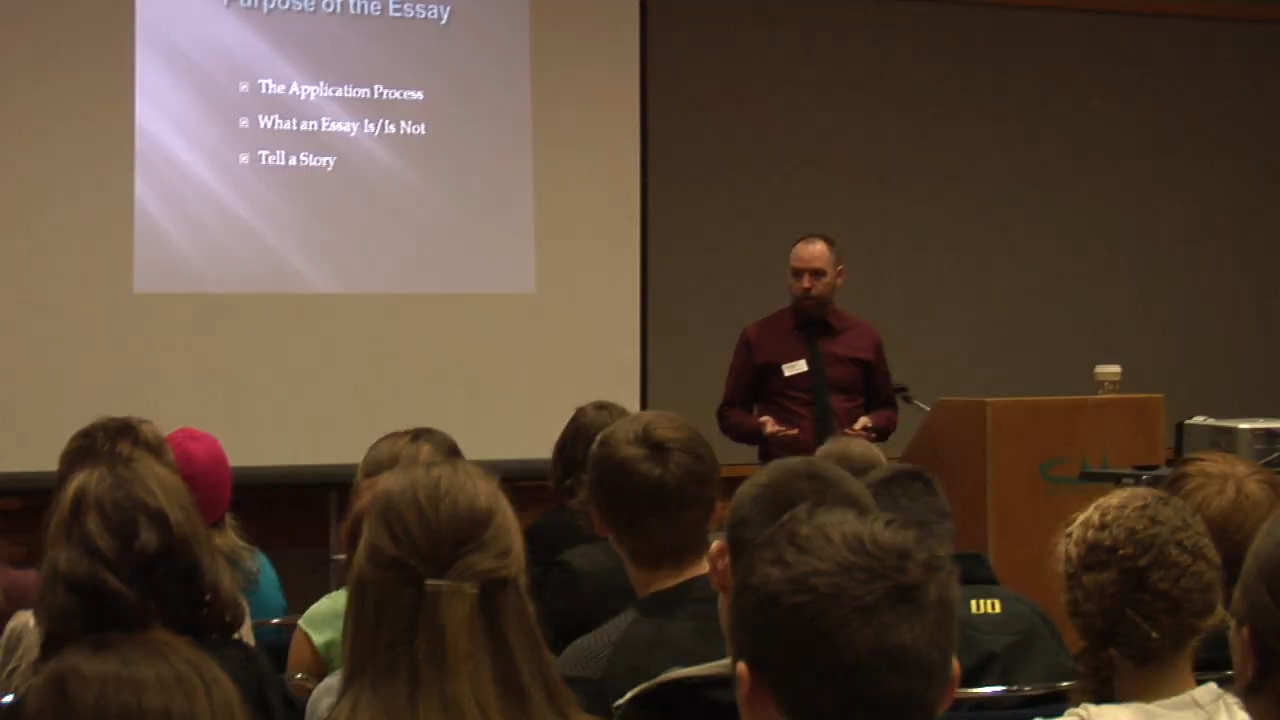 Purpose of the Essay
The Application Process
What an Essay Is/Is Not
Tell a Story
UO